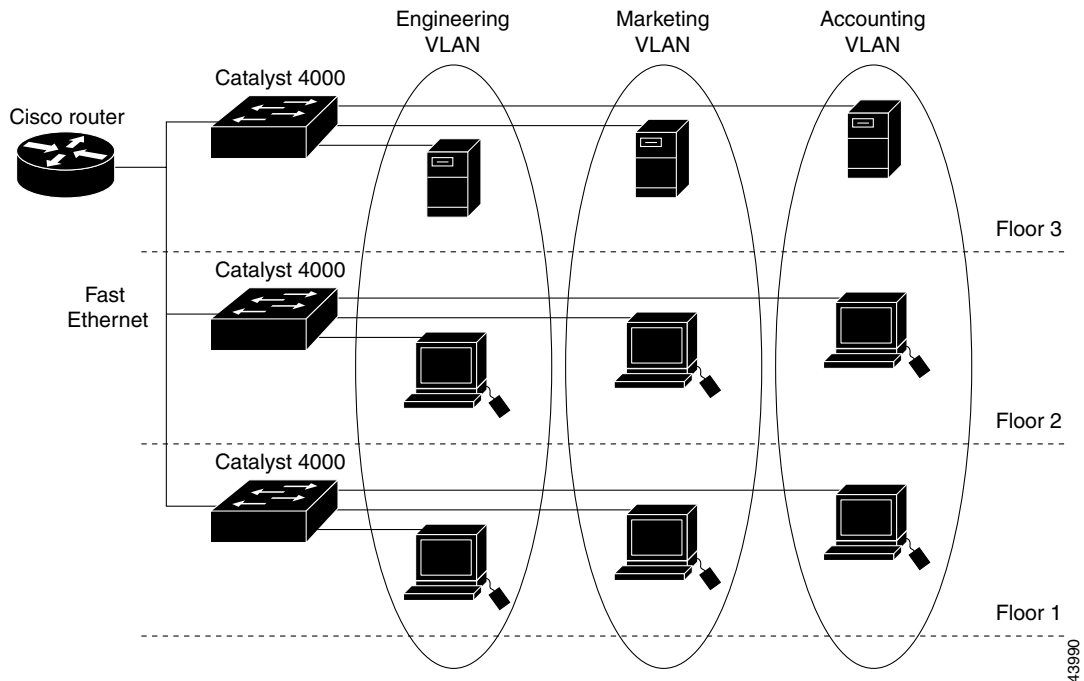 Engineering
VLAN
Marketing
VLAN
Accounting
VLAN
Catalyst 4000
Cisco router
Floor 3
Catalyst 4000
Fast
Ethernet
Floor 2
Catalyst 4000
Floor 1
43990